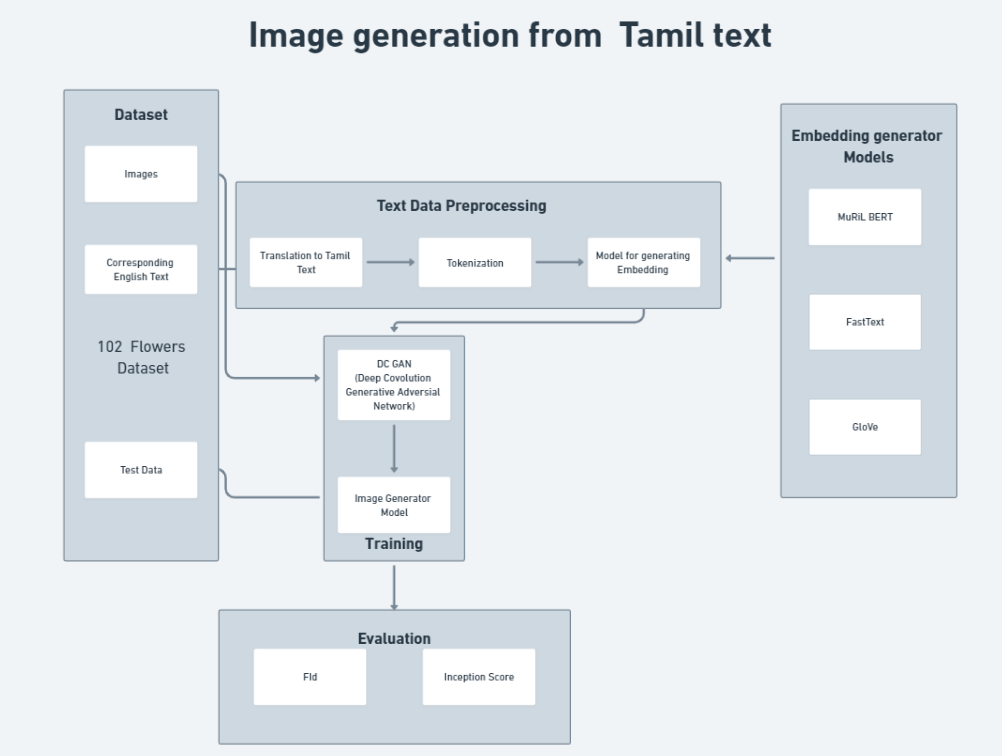 Image generation from  Tamil text
Dataset
Images
Corresponding
English Text
102  Flowers
Dataset
Test Data
Text Data Preprocessing
Translation to Tamil
Text
Tokenization
Model for generating
Embedding
Embedding generator
Models
MuRiL BERT
FastText
GloVe
DC GAN
(Deep Covolution
Generative Adversial
Network)
Image Generator
Model
Training
Evaluation
FId
Inception Score